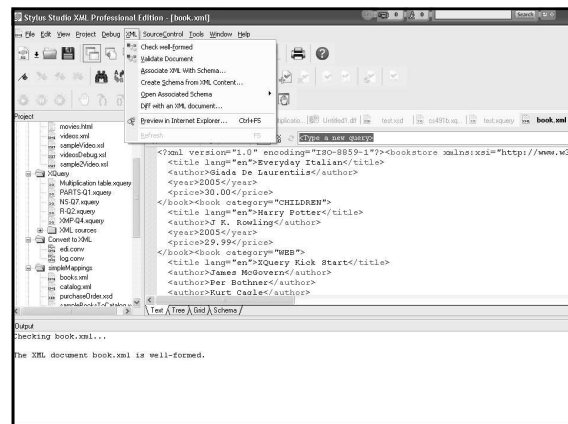 Stylus Studio XML Professional Edition - [book.xml]
Search
File Edit View Project Debug XML SourceControl Tools Window Help
Check well-formed
Validate Document
Associate XML With Schema...
Create Schema from XML Content...
Open Associated Schema
Diff with an XML document...
Preview in Internet Explorer... Ctrl+F5
Refresh F5
Untitled1.dtf test.xsd cs491b.xq... test.xquery book.xml
<Type a new query>
Project
movies.html
videos.xml
sampleVideo.xsl
videosDebug.xsl
sample2Video.xsl
XQuery
Multiplication table.xquery
PARTS-Q1.xquery
NS-Q7.xquery
R-Q2.xquery
XMP-Q4.xquery
XML sources
Convert to XML
edi.conv
log.conv
simpleMappings
books.xml
catalog.xml
purchaseOrder.xsd
<?xml version="1.0" encoding="ISO-8859-1"?><bookstore xmlns:xsi="http://www.w3
<title lang="en">Everyday Italian</title>
<author>Giada De Laurentiis</author>
<year>2005</year>
<price>30.00</price>
</book><book category="CHILDREN">
<title lang="en">Harry Potter</title>
<author>J K. Rowling</author>
<year>2005</year>
<price>29.99</price>
</book><book category="WEB">
<title lang="en">XQuery Kick Start</title>
<author>James McGovern</author>
<author>Per Bothner</author>
<author>Kurt Cagle</author>
Text Tree Grid Schema
Output
Checking book.xml...
The XML document book.xml is well-formed.